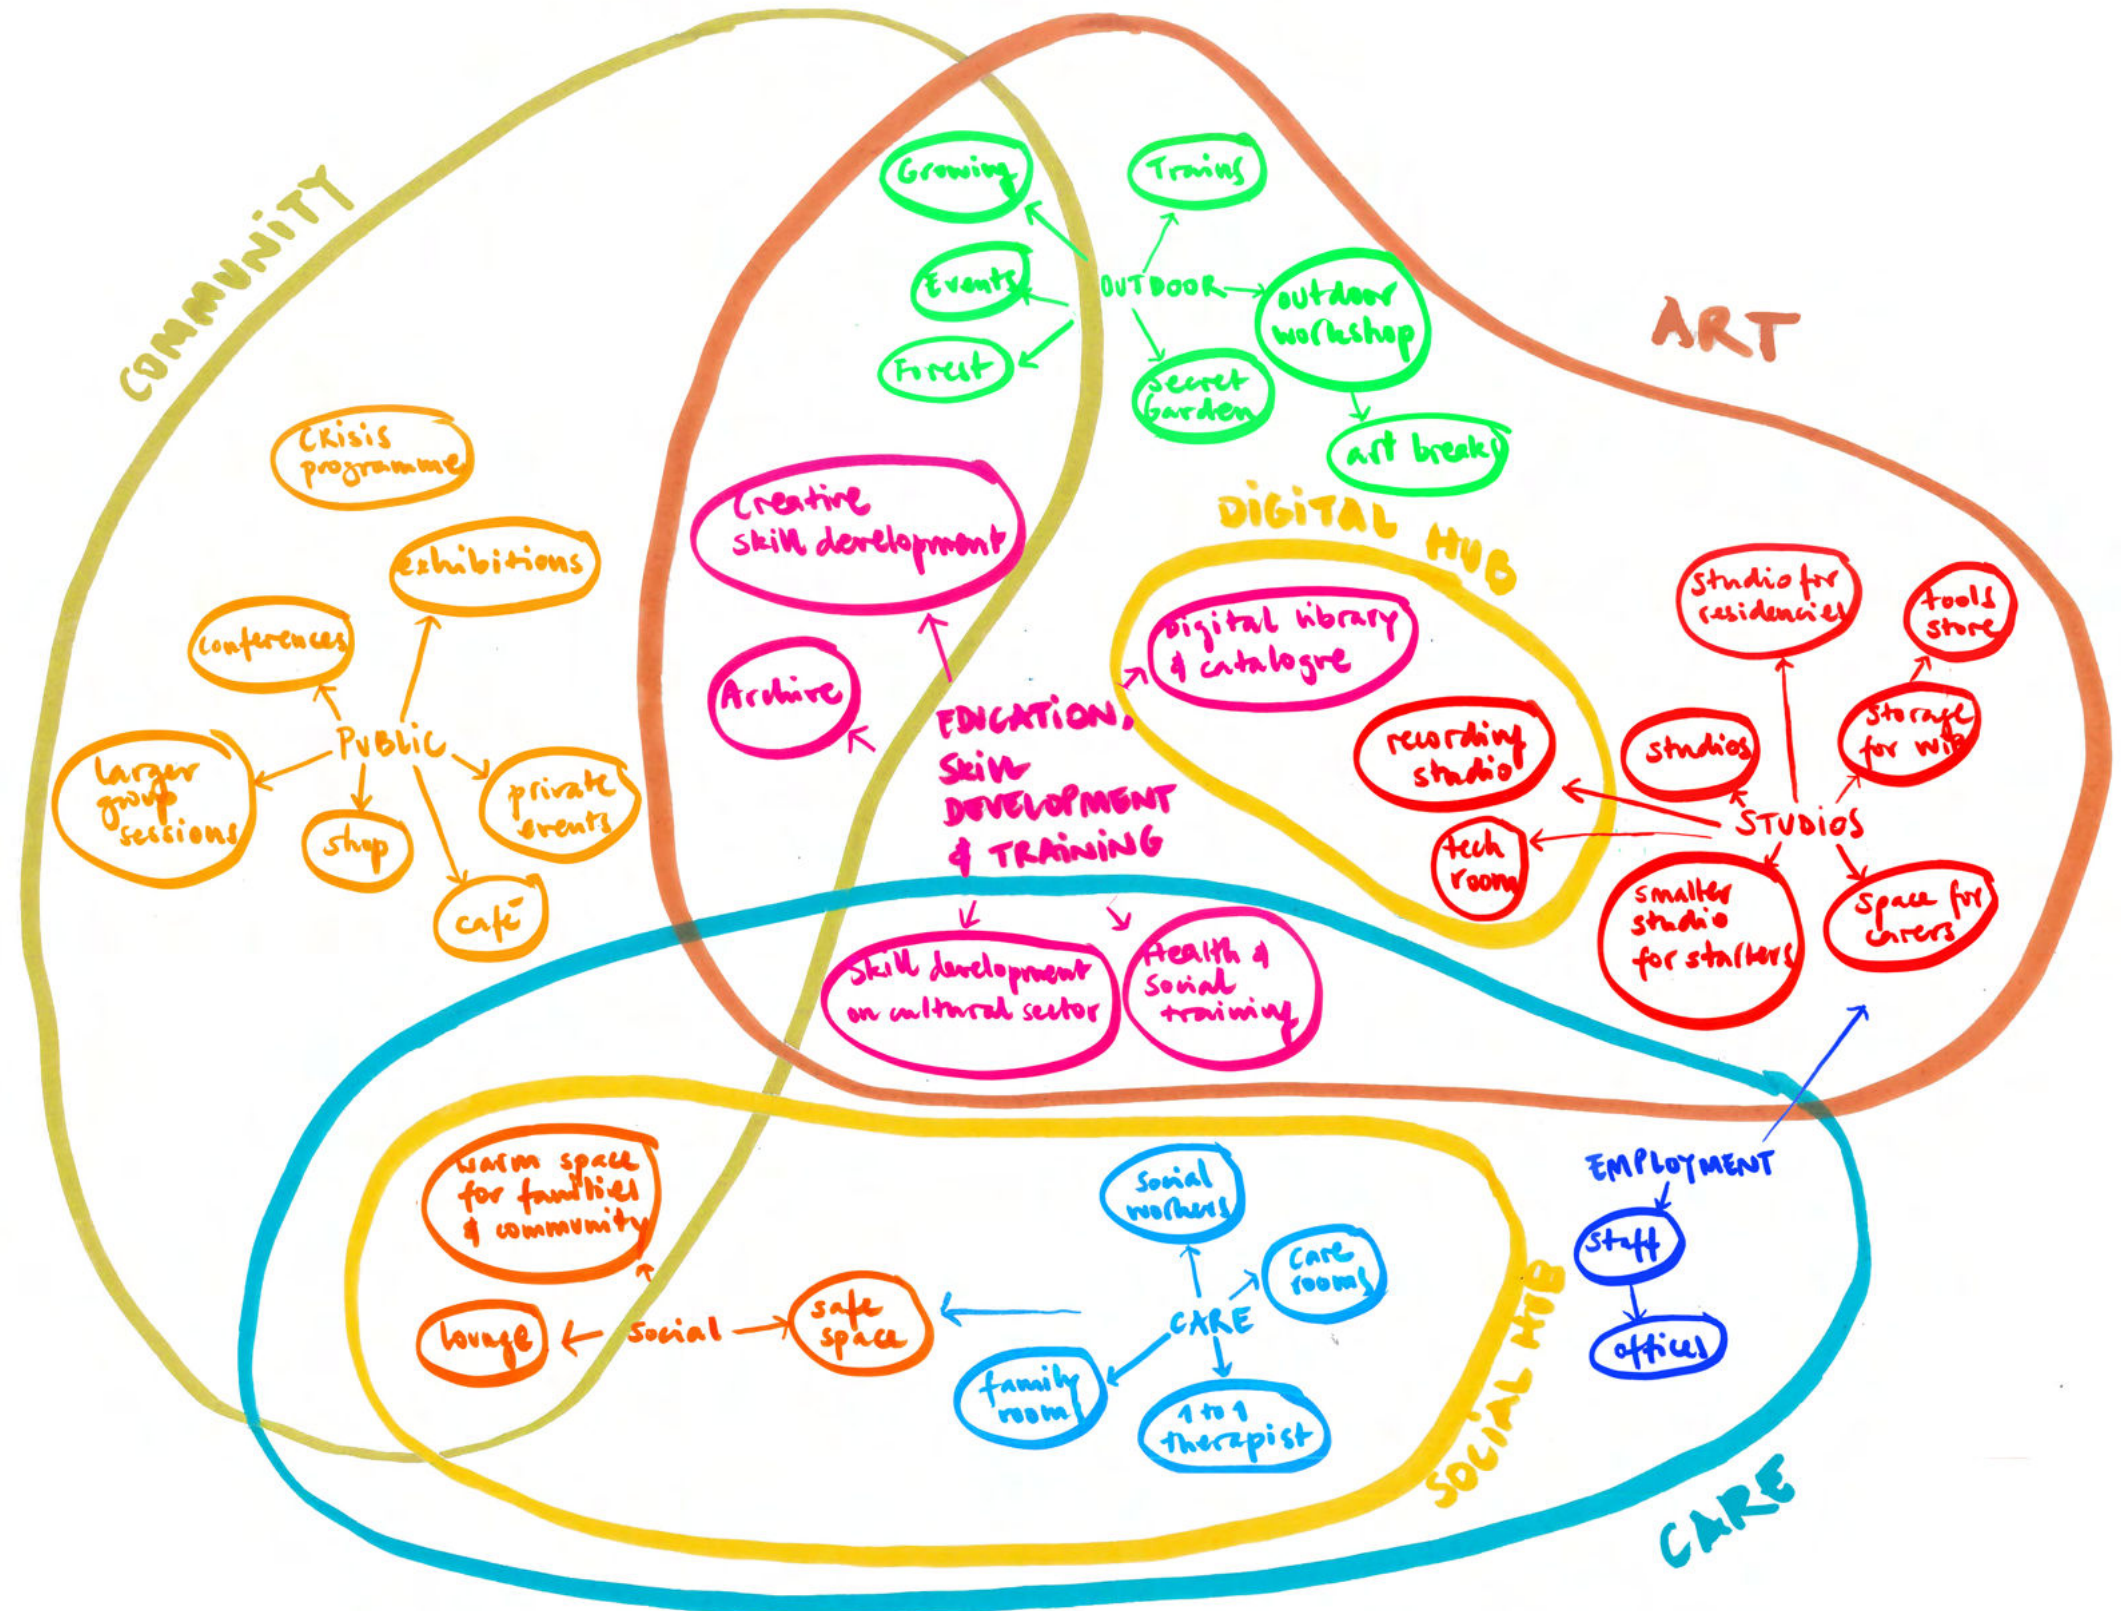 COMMUNITY
ART
Growing
Trains
Events
OUTDOOR
outdoor
workshop
Forest
Secret
Garden
art breaks
Crisis
programme
exhibitions
conferences
PUBLIC
larger
group
sessions
shop
private
events
café
Creative
skill development
Archive
EDUCATION,
Skill
DEVELOPMENT
& TRAINING
DIGITAL HUB
Digital library
& catalogue
recording
studio
tech
room
studio for
residencies
tools
store
studios
storage
for WIP
STUDIOS
smaller
studio
for starters
space for
carers
Skill development
on cultural sector
Health &
Social
training
warm space
for families
& community
lounge
social
safe
space
social
workers
care
rooms
CARE
family
room
1 to 1
therapist
EMPLOYMENT
staff
offices
SOCIAL HUB
CARE